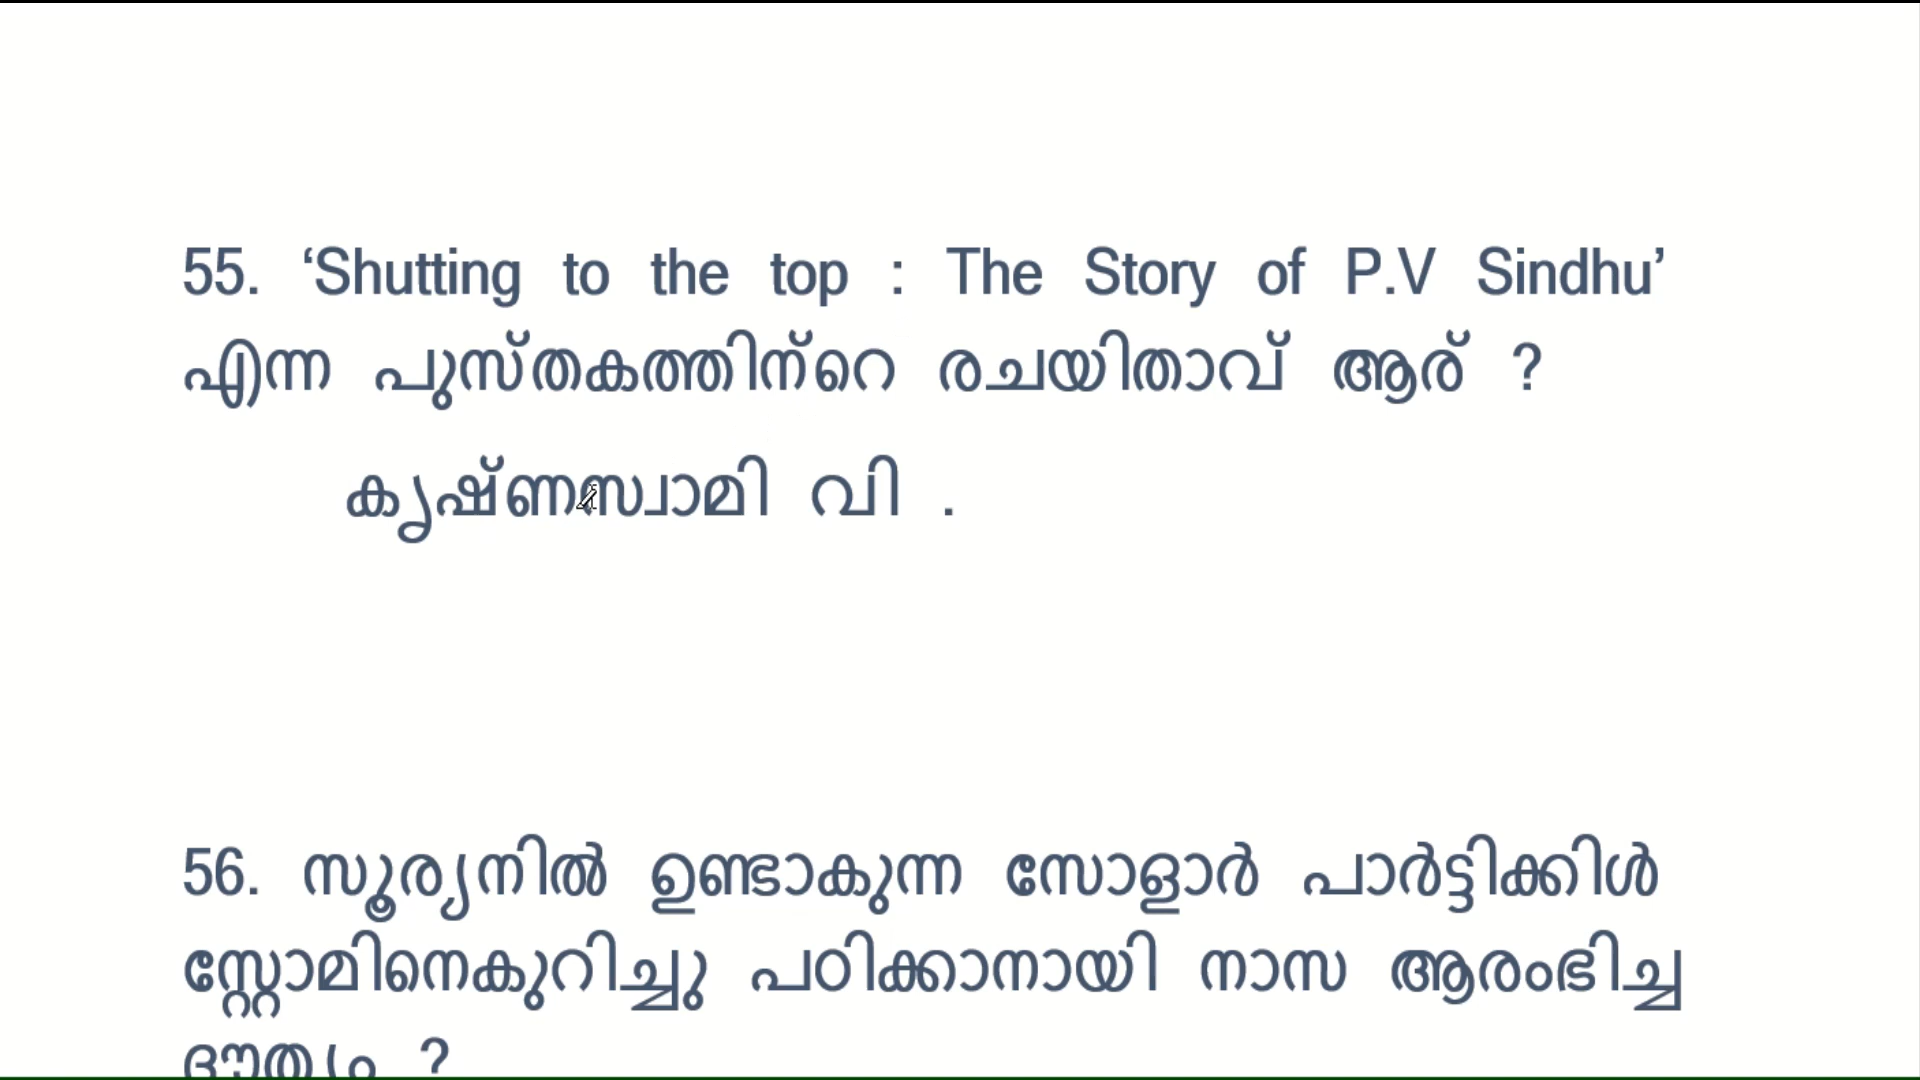 55. ‘Shutting to the top : The Story of P.V Sindhu’
എന്ന പുസ്തകത്തിന്റെ രചയിതാവ് ആര് ?
കൃഷ്ണസ്വാമി വി .
56. സൂര്യനിൽ ഉണ്ടാകുന്ന സോളാർ പാർട്ടിക്കിൾ
സ്റ്റോമിനെകുറിച്ചു പഠിക്കാനായി നാസ ആരംഭിച്ച
ദൗത്യം ?